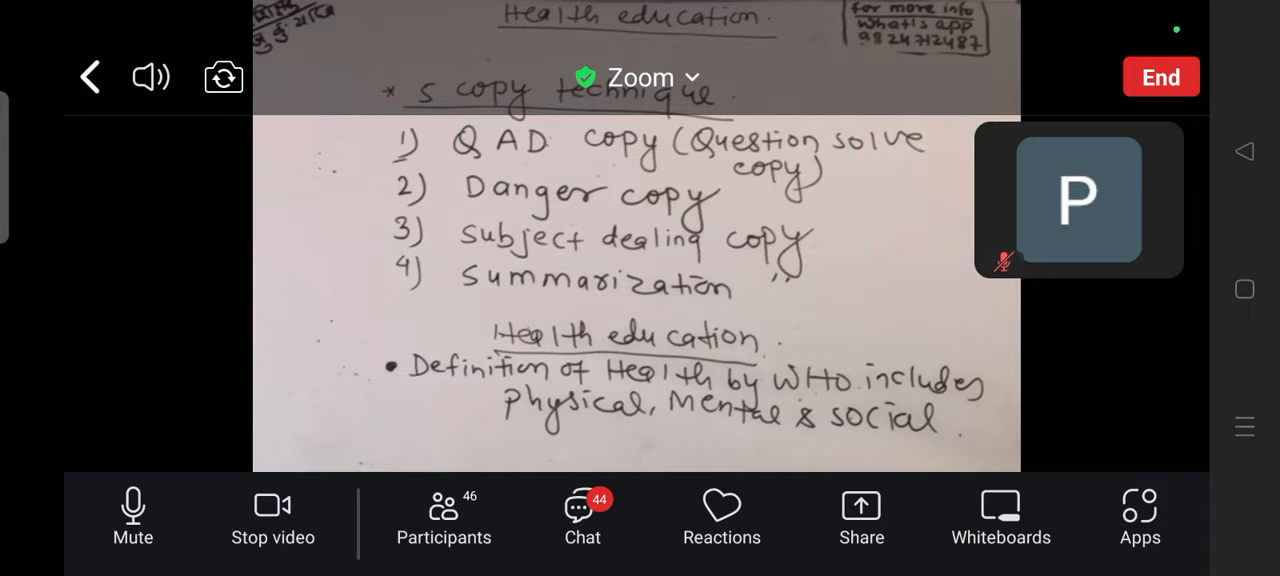 Health education.
for more info
what's app
9824712487
Zoom
End
* 5 copy technique.
1) QAD copy (Question solve
copy)
2) Danger copy
3) subject dealing copy
4) summarization "
P
Health education.
• Definition of Health by WHO includes
physical, Mental & social.
46
44
Mute
Stop video
Participants
Chat
Reactions
Share
Whiteboards
Apps